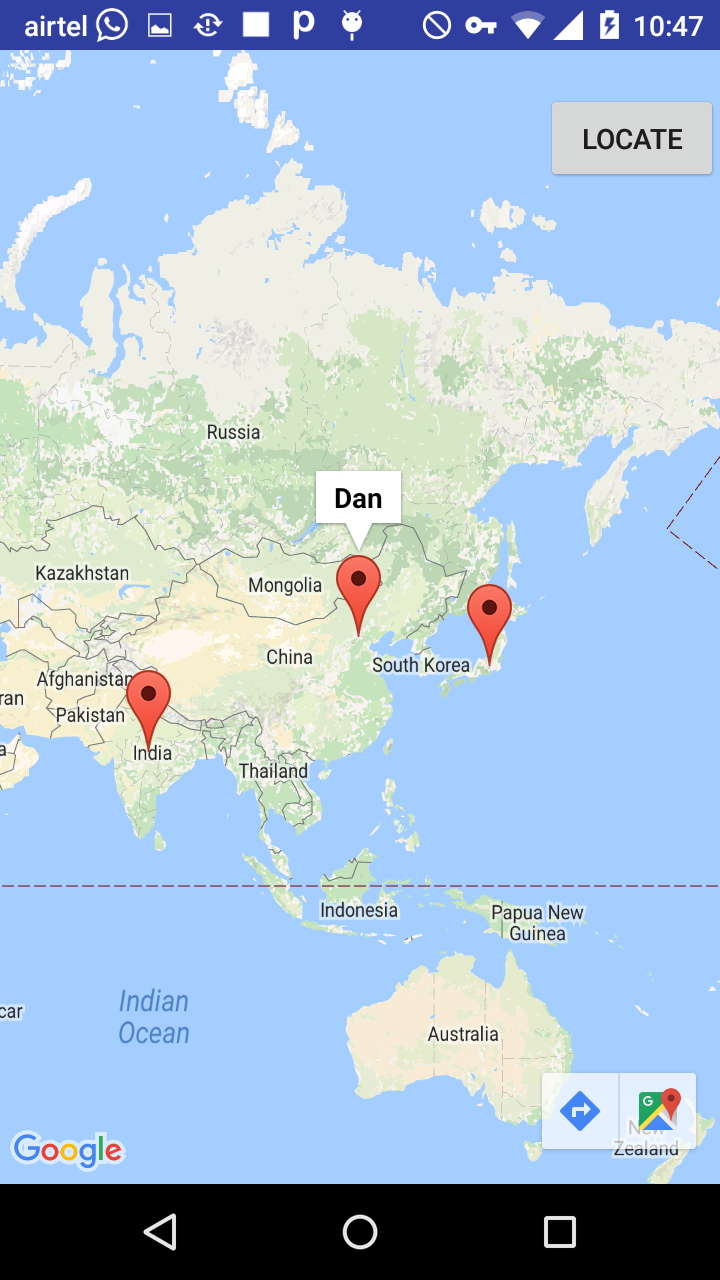 airtel 10:47
LOCATE
Russia
Dan
Kazakhstan
Mongolia
China
South Korea
Afghanistan
ran
Pakistan
a
India
Thailand
Indonesia
Papua New
Guinea
Indian
Ocean
car
Australia
New
Zealand
Google